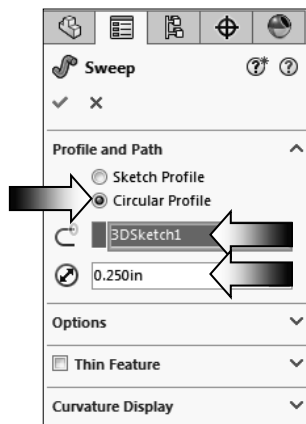 Sweep
Profile and Path
Sketch Profile
Circular Profile
3DSketch1
0.250in
Options
Thin Feature
Curvature Display